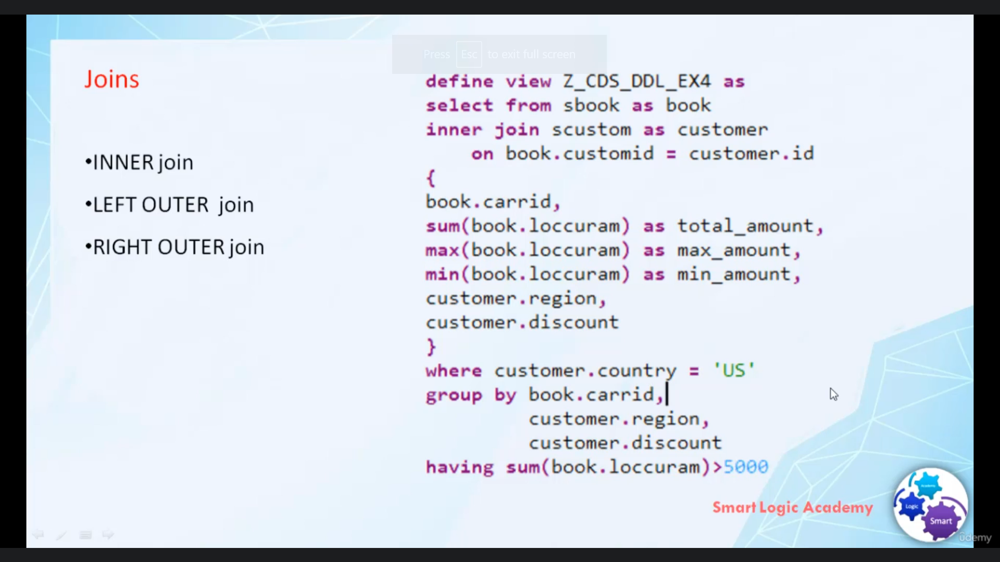 Press Esc to exit full screen
Joins
•INNER join
•LEFT OUTER join
•RIGHT OUTER join
define view Z_CDS_DDL_EX4 as
select from sbook as book
inner join scustom as customer
on book.customid = customer.id
{
book.carrid,
sum(book.loccuram) as total_amount,
max(book.loccuram) as max_amount,
min(book.loccuram) as min_amount,
customer.region,
customer.discount
}
where customer.country = 'US'
group by book.carrid,
customer.region,
customer.discount
having sum(book.loccuram)>5000
Smart Logic Academy
Academy
Logic
Smart
ûdemy